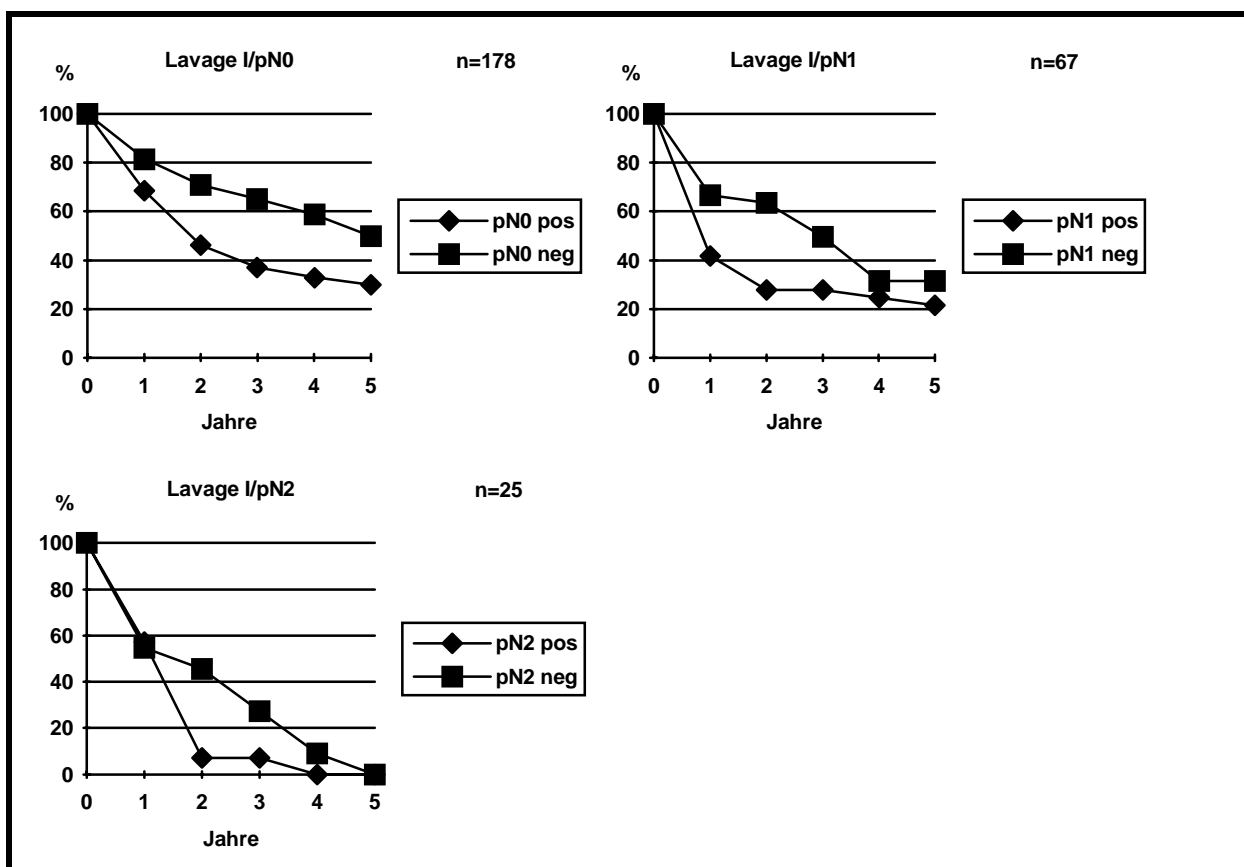 Lavage I/pN0 n=178
%
100
80
60
40
20
0
0 1 2 3 4 5
Jahre
pN0 pos
pN0 neg
Lavage I/pN1 n=67
%
100
80
60
40
20
0
0 1 2 3 4 5
Jahre
pN1 pos
pN1 neg
Lavage I/pN2 n=25
%
100
80
60
40
20
0
0 1 2 3 4 5
Jahre
pN2 pos
pN2 neg